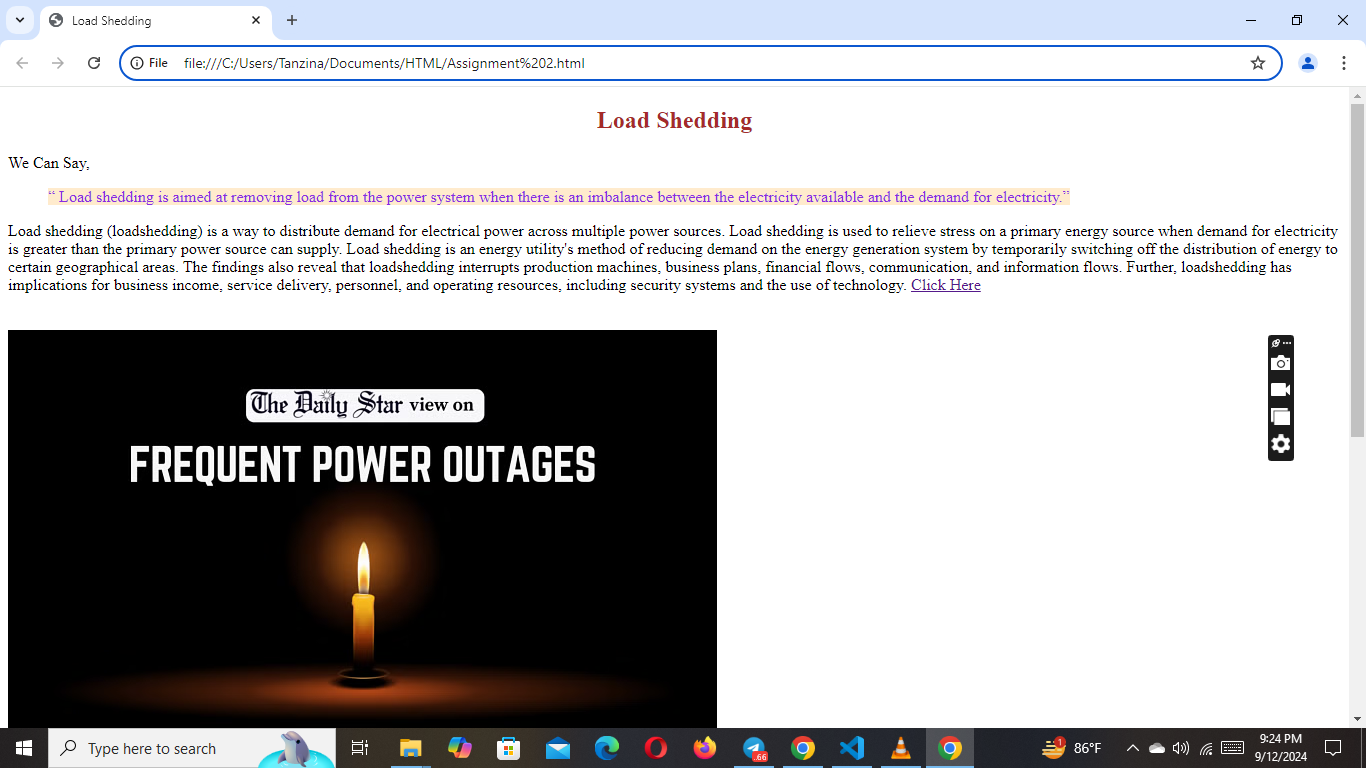 Load Shedding
File
file:///C:/Users/Tanzina/Documents/HTML/Assignment%202.html
Load Shedding
We Can Say,
“ Load shedding is aimed at removing load from the power system when there is an imbalance between the electricity available and the demand for electricity.”
Load shedding (loadshedding) is a way to distribute demand for electrical power across multiple power sources. Load shedding is used to relieve stress on a primary energy source when demand for electricity
is greater than the primary power source can supply. Load shedding is an energy utility's method of reducing demand on the energy generation system by temporarily switching off the distribution of energy to
certain geographical areas. The findings also reveal that loadshedding interrupts production machines, business plans, financial flows, communication, and information flows. Further, loadshedding has
implications for business income, service delivery, personnel, and operating resources, including security systems and the use of technology. Click Here
The Daily Star view on
FREQUENT POWER OUTAGES
Type here to search
.66
1
86°F
9:24 PM
9/12/2024